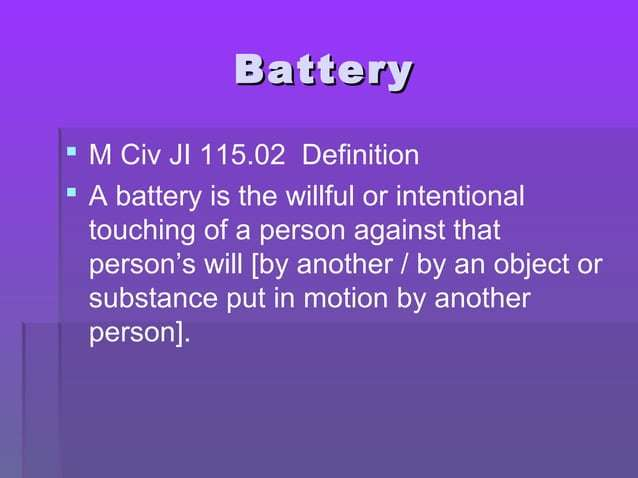 Battery
M Civ JI 115.02 Definition
A battery is the willful or intentional
touching of a person against that
person’s will [by another / by an object or
substance put in motion by another
person].